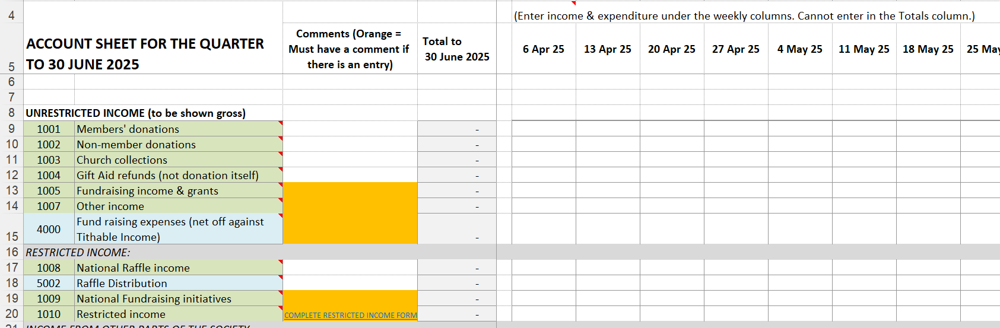 4 (Enter income & expenditure under the weekly columns. Cannot enter in the Totals column.)
5 ACCOUNT SHEET FOR THE QUARTER
TO 30 JUNE 2025
Comments (Orange =
Must have a comment if
there is an entry)
Total to
30 June 2025
6 Apr 25 13 Apr 25 20 Apr 25 27 Apr 25 4 May 25 11 May 25 18 May 25 25 May
6
7
8 UNRESTRICTED INCOME (to be shown gross)
9 1001 Members' donations -
10 1002 Non-member donations -
11 1003 Church collections -
12 1004 Gift Aid refunds (not donation itself) -
13 1005 Fundraising income & grants -
14 1007 Other income -
15 4000 Fund raising expenses (net off against
Tithable Income) -
16 RESTRICTED INCOME:
17 1008 National Raffle income -
18 5002 Raffle Distribution -
19 1009 National Fundraising initiatives -
20 1010 Restricted income COMPLETE RESTRICTED INCOME FORM -
21 INCOME FROM OTHER PARTS OF THE SOCIETY